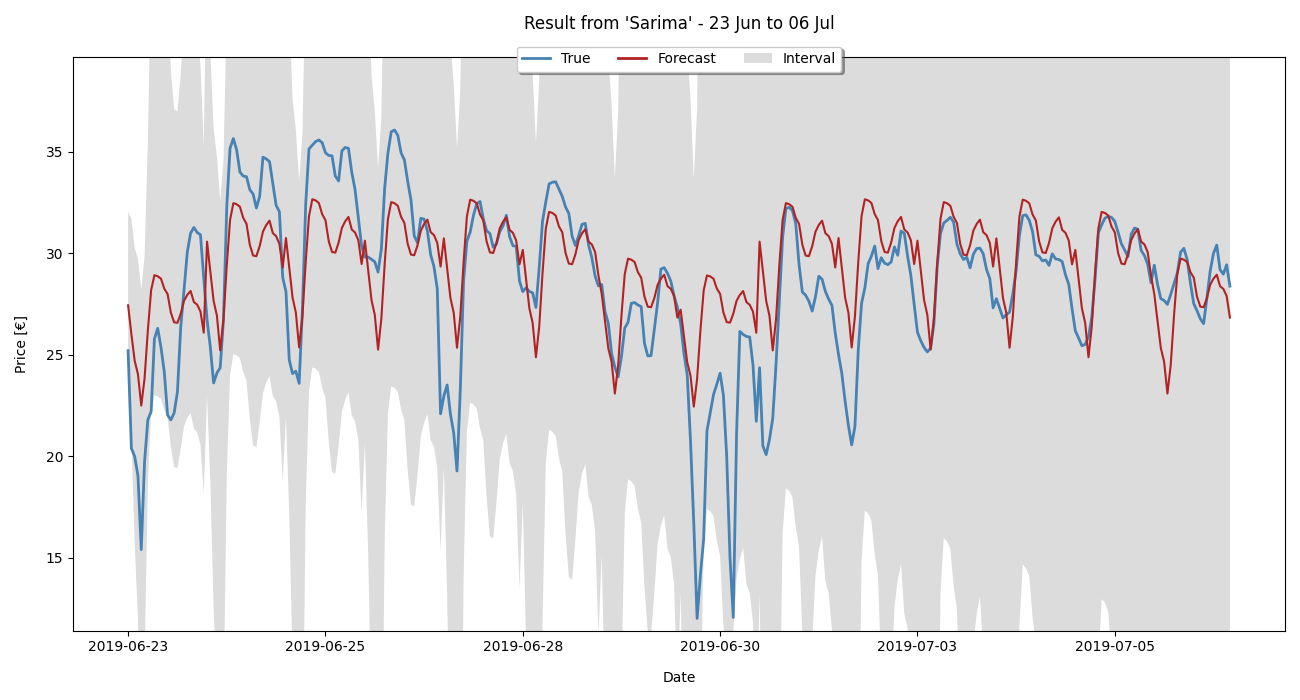 Result from 'Sarima' - 23 Jun to 06 Jul
True Forecast Interval
Price [€]
35
30
25
20
15
2019-06-23 2019-06-25 2019-06-28 2019-06-30 2019-07-03 2019-07-05
Date